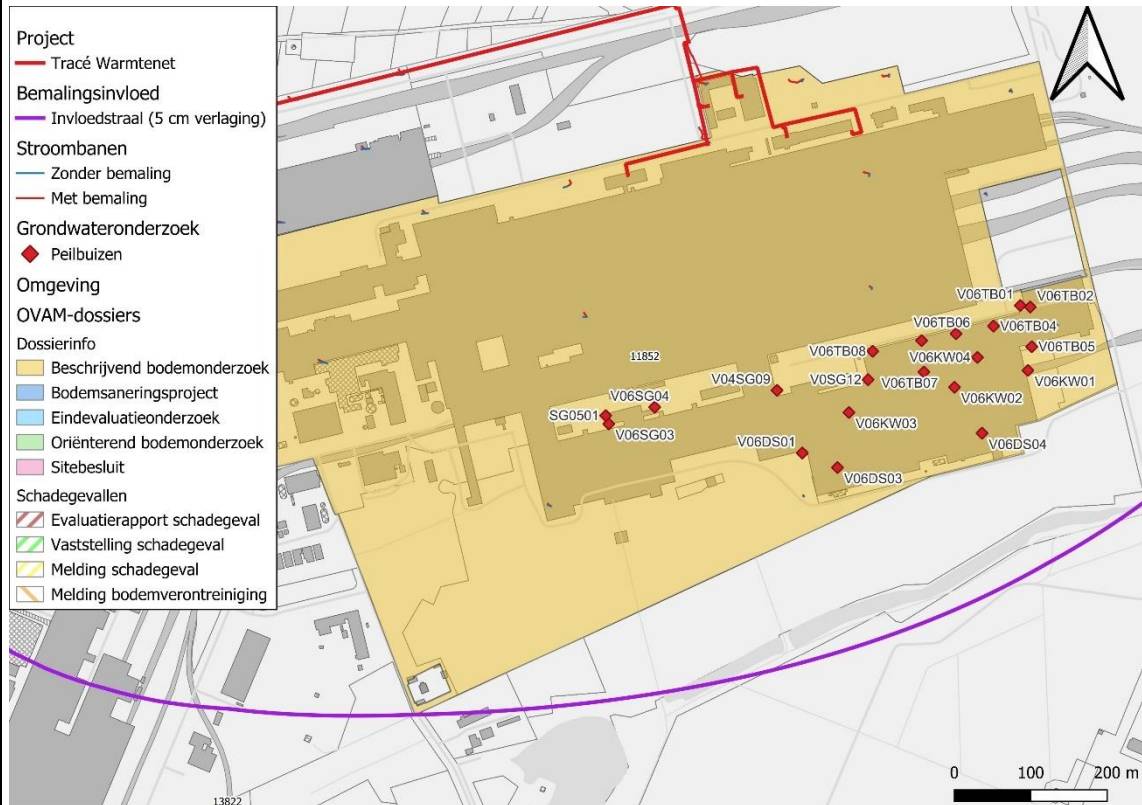 Project
Tracé Warmtenet
Bemalingsinvloed
Invloedstraal (5 cm verlaging)
Stroombanen
Zonder bemaling
Met bemaling
Grondwateronderzoek
Peilbuizen
Omgeving
OVAM-dossiers
Dossierinfo
Beschrijvend bodemonderzoek
Bodemsaneringsproject
Eindevaluatieonderzoek
Oriënterend bodemonderzoek
Sitebesluit
Schadegevallen
Evaluatierapport schadegeval
Vaststelling schadegeval
Melding schadegeval
Melding bodemverontreiniging
V06TB01
V06TB02
V06TB06
V06TB04
V06TB08
V06KW04
V06TB05
11852
V0SG12
V06TB07
V06KW01
V04SG09
V06KW02
V06SG04
SG0501
V06KW03
V06SG03
V06DS01
V06DS04
V06DS03
0 100 200 m
13822